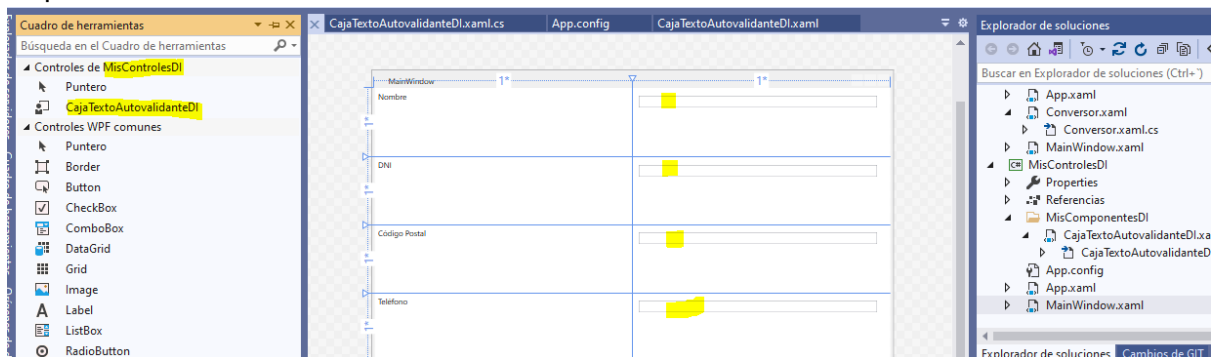 Cuadro de herramientas
Búsqueda en el Cuadro de herramientas
Controles de MisControlesDI
Puntero
CajaTextoAutovalidanteDI
Controles WPF comunes
Puntero
Border
Button
CheckBox
ComboBox
DataGrid
Grid
Image
Label
ListBox
RadioButton
CajaTextoAutovalidanteDI.xaml.cs
App.config
CajaTextoAutovalidanteDI.xaml
MainWindow
1*
1*
Nombre
1*
DNI
1*
Código Postal
1*
Teléfono
1*
Explorador de soluciones
Buscar en Explorador de soluciones (Ctrl+¨)
App.xaml
Conversor.xaml
Conversor.xaml.cs
MainWindow.xaml
C# MisControlesDI
Properties
Referencias
MisComponentesDI
CajaTextoAutovalidanteDI.xa
CajaTextoAutovalidanteD
App.config
App.xaml
MainWindow.xaml
Explorador de soluciones
Cambios de GIT